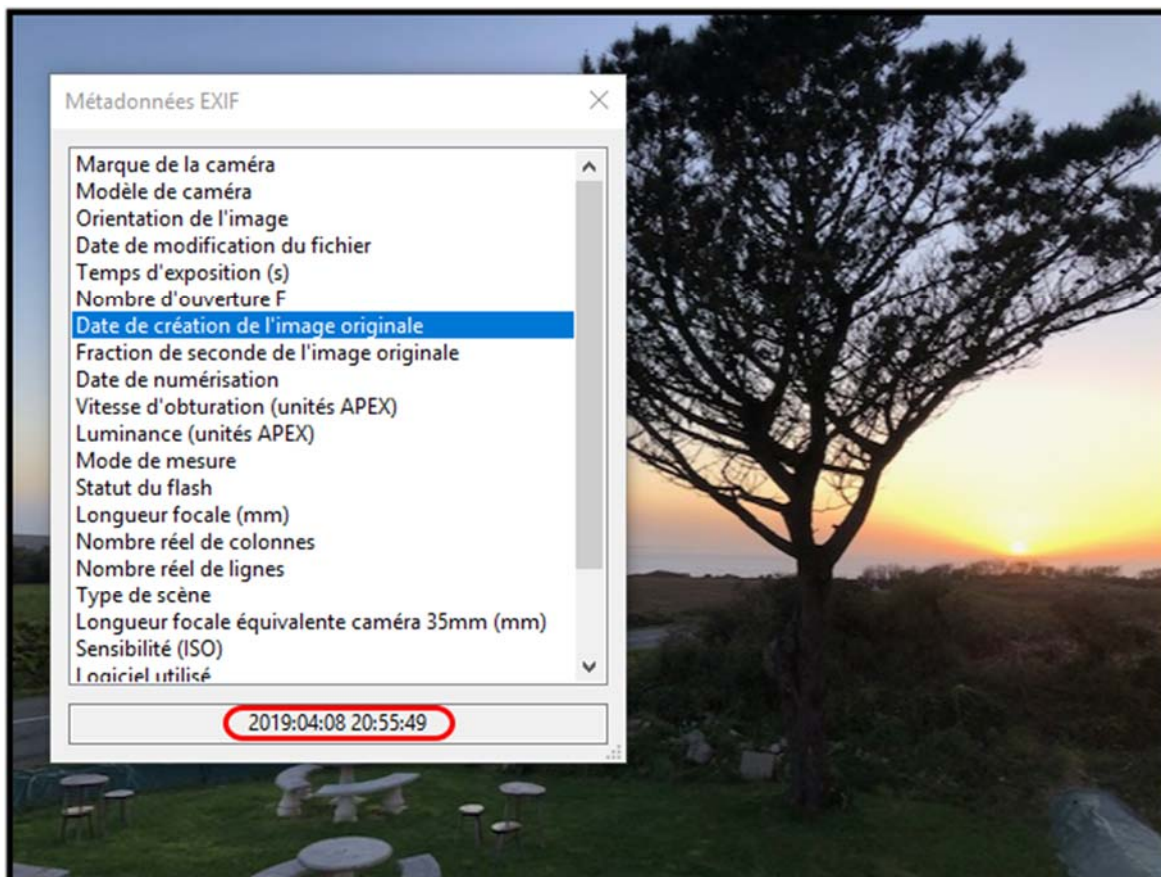 Métadonnées EXIF
Marque de la caméra
Modèle de caméra
Orientation de l'image
Date de modification du fichier
Temps d'exposition (s)
Nombre d'ouverture F
Date de création de l'image originale
Fraction de seconde de l'image originale
Date de numérisation
Vitesse d'obturation (unités APEX)
Luminance (unités APEX)
Mode de mesure
Statut du flash
Longueur focale (mm)
Nombre réel de colonnes
Nombre réel de lignes
Type de scène
Longueur focale équivalente caméra 35mm (mm)
Sensibilité (ISO)
Logiciel utilisé
2019:04:08 20:55:49